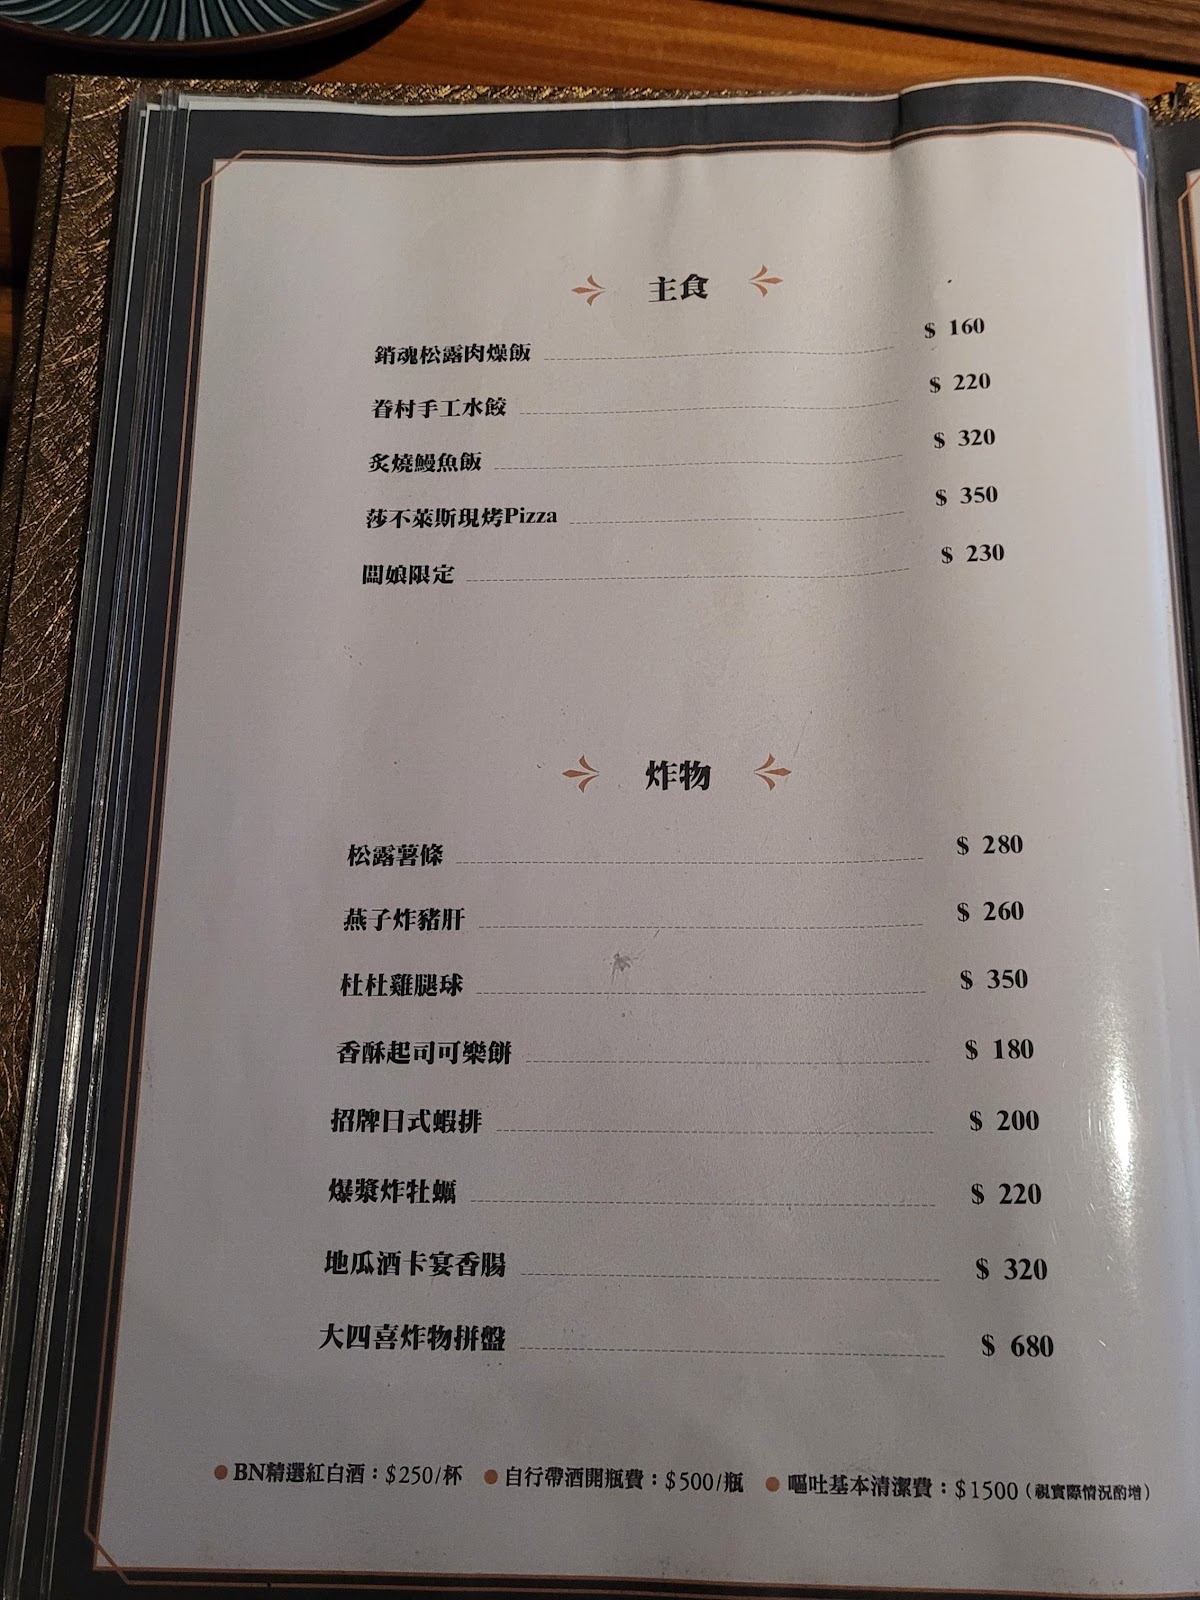 主食
銷魂松露肉燥飯 $ 160
眷村手工水餃 $ 220
炙燒鰻魚飯 $ 320
莎不萊斯現烤Pizza $ 350
闆娘限定 $ 230
炸物
松露薯條 $ 280
燕子炸豬肝 $ 260
杜杜雞腿球 $ 350
香酥起司可樂餅 $ 180
招牌日式蝦排 $ 200
爆漿炸牡蠣 $ 220
地瓜酒卡宴香腸 $ 320
大四喜炸物拼盤 $ 680
●BN精選紅白酒：$250/杯 ●自行帶酒開瓶費：$500/瓶 ●嘔吐基本清潔費：$1500（視實際情況酌增）